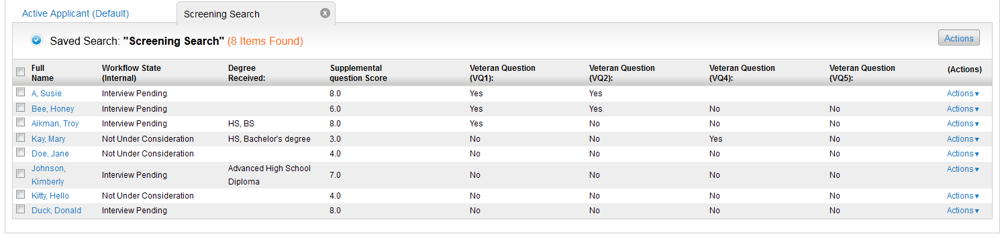 Active Applicant (Default)
Screening Search x
Saved Search: "Screening Search" (8 Items Found) Actions
Full Name Workflow State (Internal) Degree Received: Supplemental question Score Veteran Question (VQ1): Veteran Question (VQ2): Veteran Question (VQ4): Veteran Question (VQ5): (Actions)
A, Susie Interview Pending 8.0 Yes Yes Actions▼
Bee, Honey Interview Pending 6.0 Yes Yes No No Actions▼
Aikman, Troy Interview Pending HS, BS 8.0 Yes No No No Actions▼
Kay, Mary Not Under Consideration HS, Bachelor's degree 3.0 No No Yes No Actions▼
Doe, Jane Not Under Consideration 4.0 No No No No Actions▼
Johnson, Kimberly Interview Pending Advanced High School Diploma 7.0 No No No No Actions▼
Kitty, Hello Not Under Consideration 4.0 No No No No Actions▼
Duck, Donald Interview Pending 8.0 No No No No Actions▼